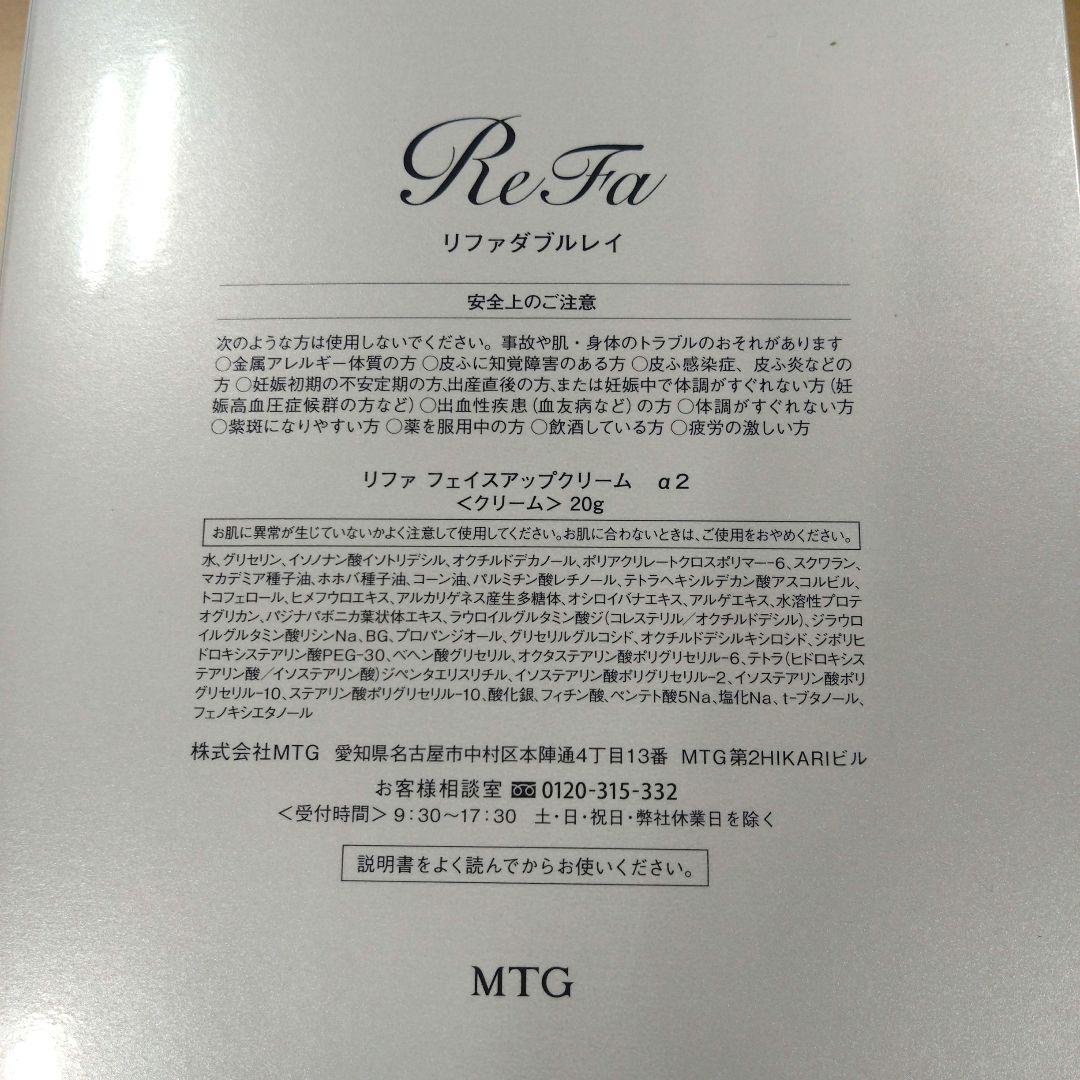 ReFa
リファダブルレイ
安全上のご注意
次のような方は使用しないでください。事故や肌・身体のトラブルのおそれがあります
○金属アレルギー体質の方 ○皮ふに知覚障害のある方 ○皮ふ感染症、皮ふ炎などの
方 ○妊娠初期の不安定期の方、出産直後の方、または妊娠中で体調がすぐれない方(妊
娠高血圧症候群の方など) ○出血性疾患(血友病など)の方 ○体調がすぐれない方
○紫斑になりやすい方 ○薬を服用中の方 ○飲酒している方 ○疲労の激しい方
リファ フェイスアップクリーム α2
<クリーム> 20g
お肌に異常が生じていないかよく注意して使用してください。お肌に合わないときは、ご使用をおやめください。
水、グリセリン、イソノナン酸イソトリデシル、オクチルドデカノール、ポリアクリレートクロスポリマー-6、スクワラン、
マカデミア種子油、ホホバ種子油、コーン油、パルミチン酸レチノール、テトラヘキシルデカン酸アスコルビル、
トコフェロール、ヒメフウロエキス、アルカリゲネス産生多糖体、オシロイバナエキス、アルゲエキス、水溶性プロテ
オグリカン、パジナパボニカ葉状体エキス、ラウロイルグルタミン酸ジ(コレステリル/オクチルドデシル)、ジラウロ
イルグルタミン酸リシンNa、BG、プロパンジオール、グリセリルグルコシド、オクチルドデシルキシロシド、ジポリヒ
ドロキシステアリン酸PEG-30、ベヘン酸グリセリル、オクタステアリン酸ポリグリセリル-6、テトラ(ヒドロキシス
テアリン酸/イソステアリン酸)ジペンタエリスリチル、イソステアリン酸ポリグリセリル-2、イソステアリン酸ポリ
グリセリル-10、ステアリン酸ポリグリセリル-10、酸化銀、フィチン酸、ペンテト酸5Na、塩化Na、t-ブタノール、
フェノキシエタノール
株式会社MTG 愛知県名古屋市中村区本陣通4丁目13番 MTG第2HIKARIビル
お客様相談室 0120-315-332
<受付時間> 9:30〜17:30 土・日・祝日・弊社休業日を除く
説明書をよく読んでからお使いください。
MTG